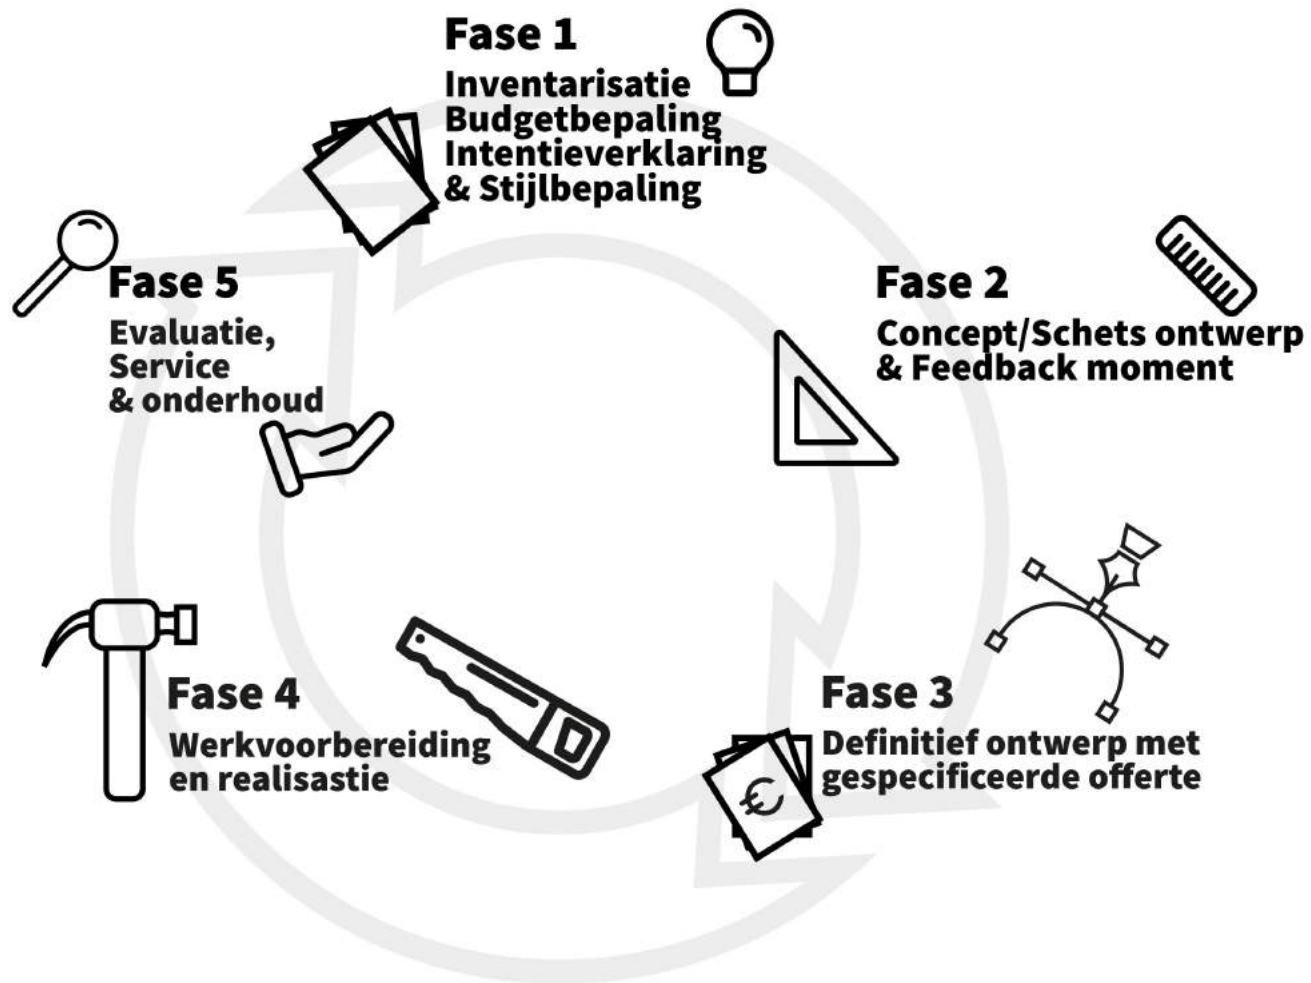 Fase 1
Inventarisatie
Budgetbepaling
Intentieverklaring
& Stijlbepaling
Fase 2
Concept/Schets ontwerp
& Feedback moment
Fase 3
Definitief ontwerp met
gespecificeerde offerte
€
Fase 4
Werkvoorbereiding
en realisastie
Fase 5
Evaluatie,
Service
& onderhoud